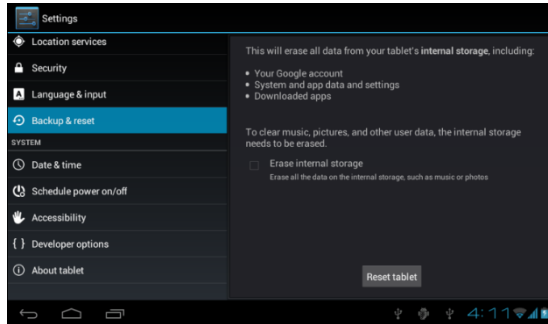 Settings
Location services
Security
Language & input
Backup & reset
SYSTEM
Date & time
Schedule power on/off
Accessibility
Developer options
About tablet
This will erase all data from your tablet's internal storage, including:
• Your Google account
• System and app data and settings
• Downloaded apps
To clear music, pictures, and other user data, the internal storage
needs to be erased.
Erase internal storage
Erase all the data on the internal storage, such as music or photos
Reset tablet
4:11